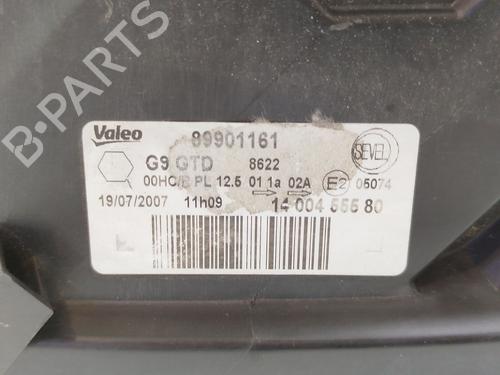 B-PARTS
Valeo 89901161
G9 GTD 8622 SEVEL
00HC/R PL 12.5 01 1a 02A E2 05074
19/07/2007 11h09 14 004 555 80
B-PARTS